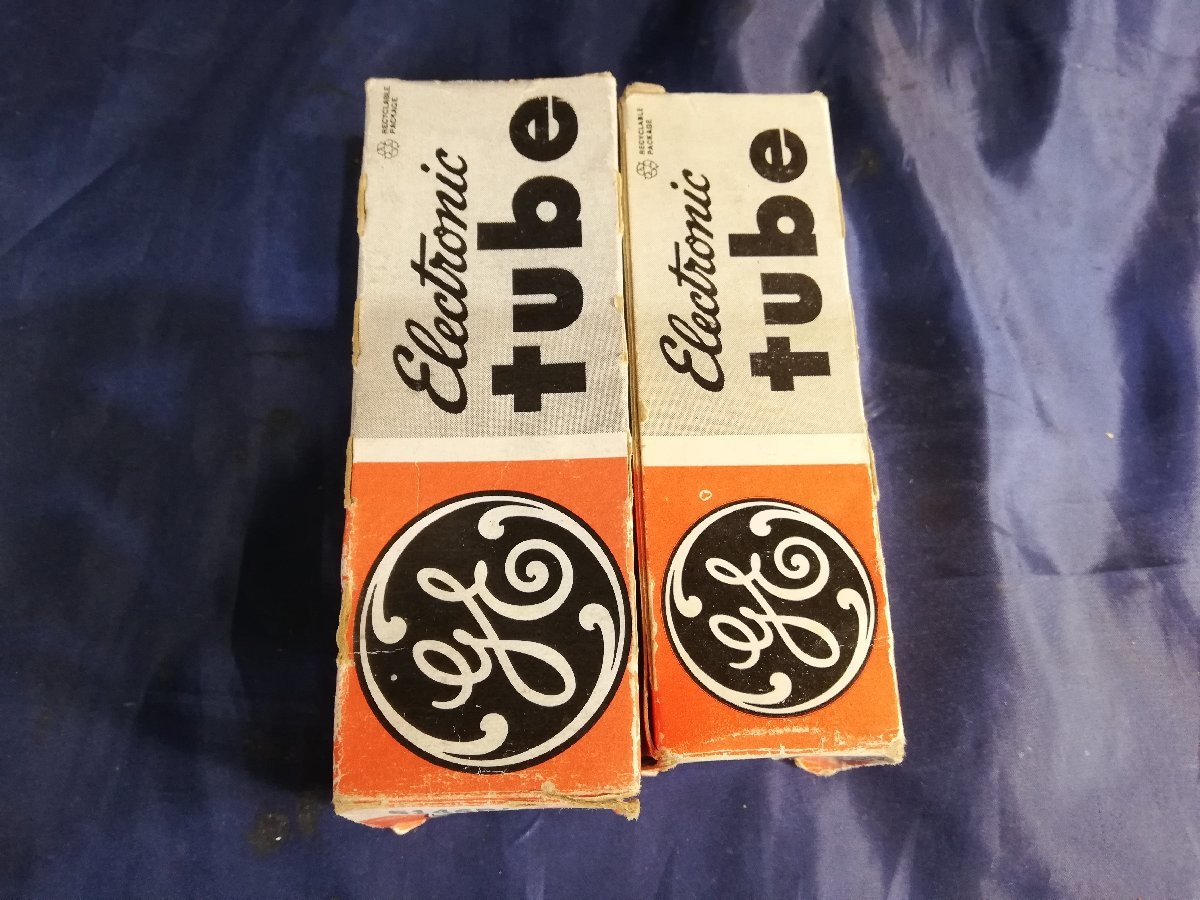 RECYCLABLE
PACKAGE
Electronic
tube
GE
RECYCLABLE
PACKAGE
Electronic
tube
GE